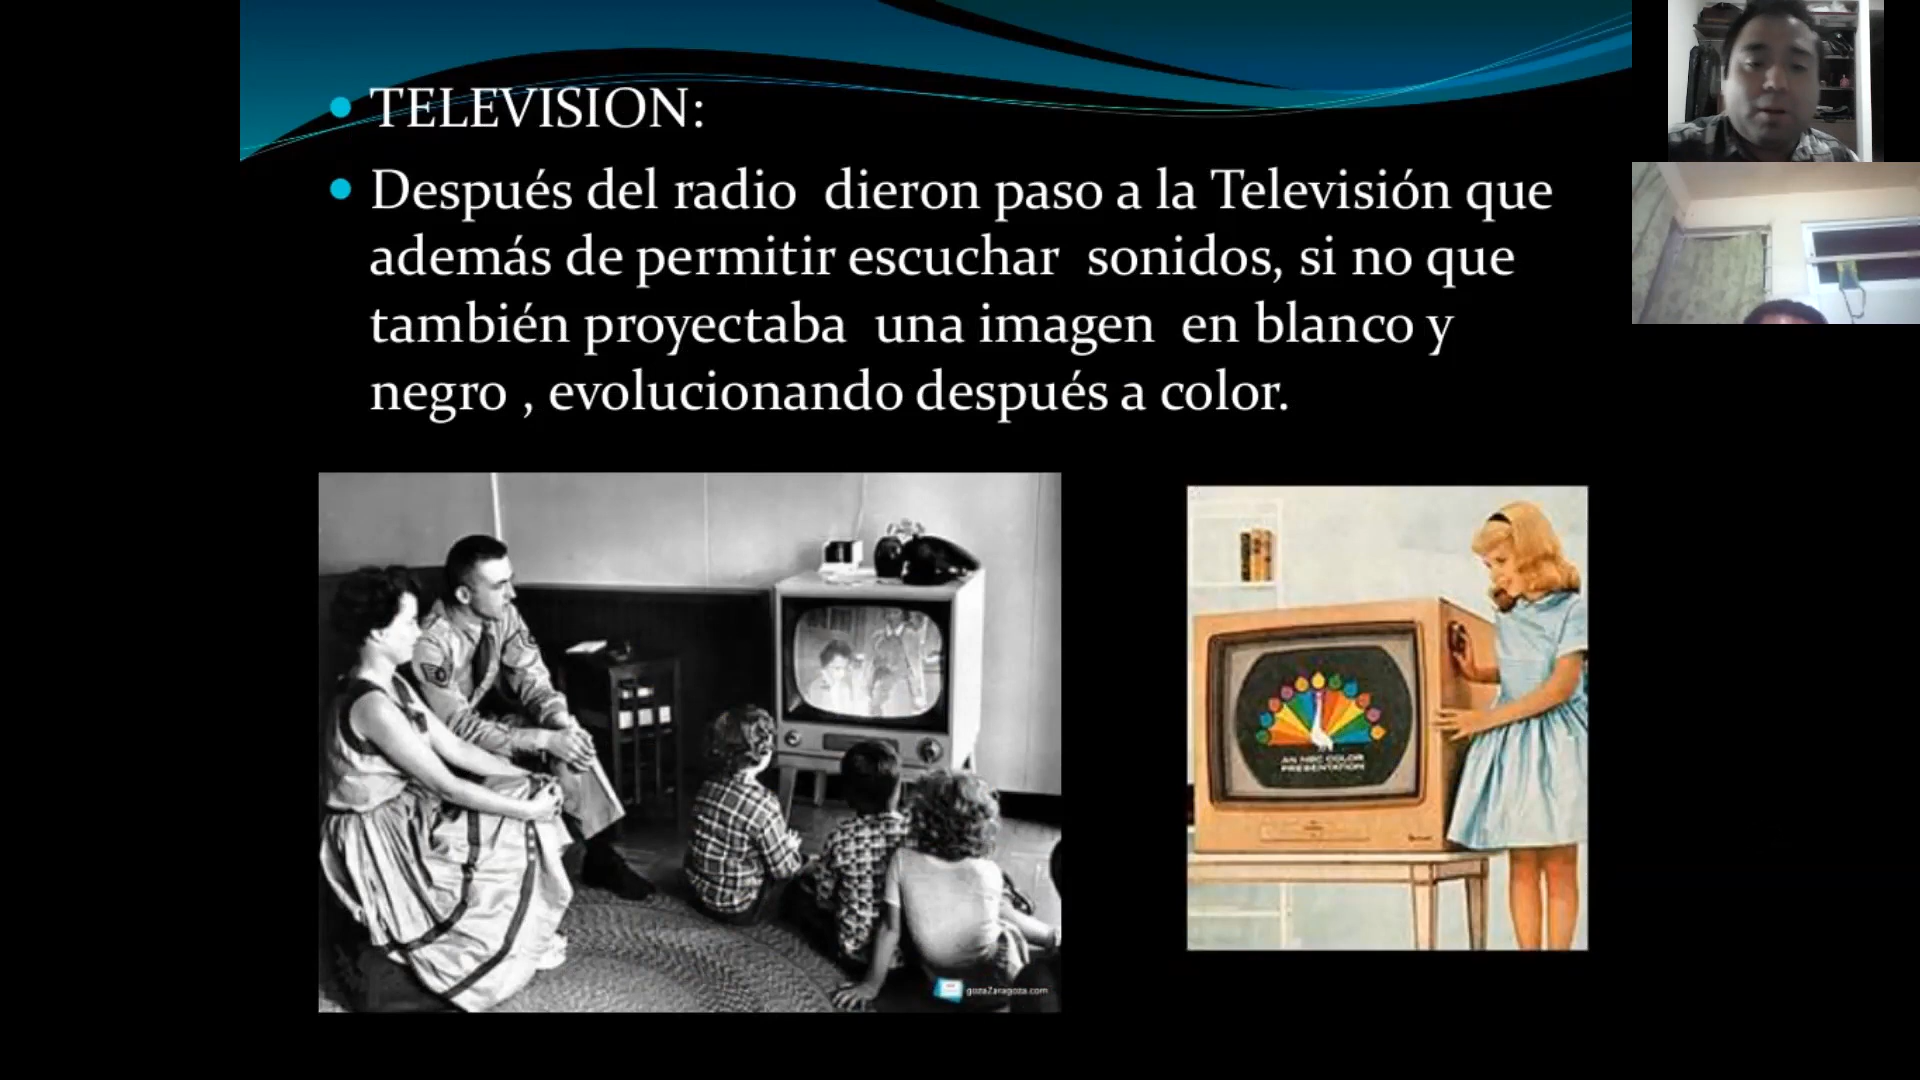 TELEVISION:
Después del radio dieron paso a la Televisión que
además de permitir escuchar sonidos, si no que
también proyectaba una imagen en blanco y
negro , evolucionando después a color.
AN NBC COLOR
PRESENTATION
gozaZaragoza.com